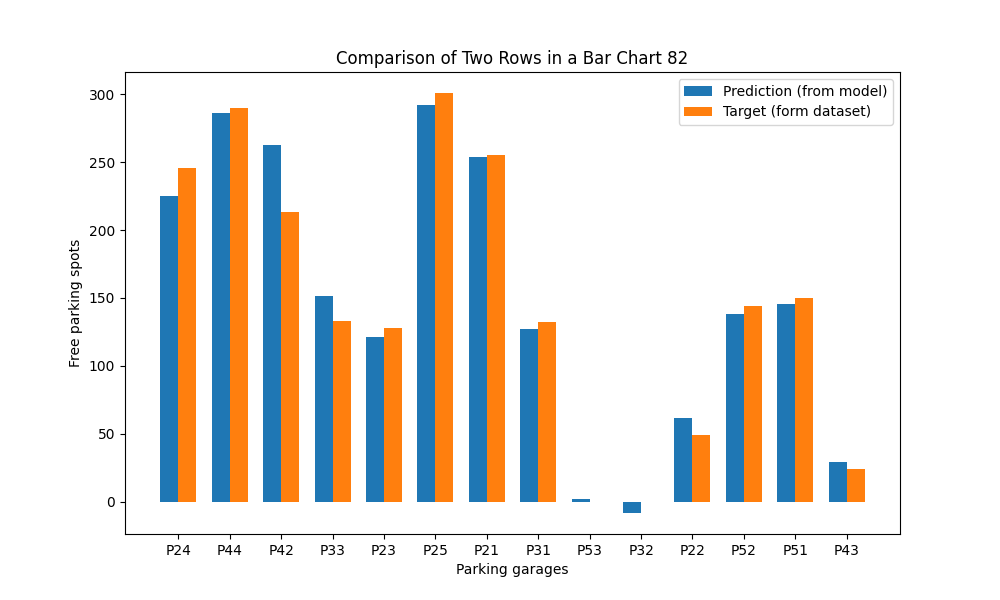 Comparison of Two Rows in a Bar Chart 82
Prediction (from model)
Target (form dataset)
Free parking spots
300
250
200
150
100
50
0
P24 P44 P42 P33 P23 P25 P21 P31 P53 P32 P22 P52 P51 P43
Parking garages